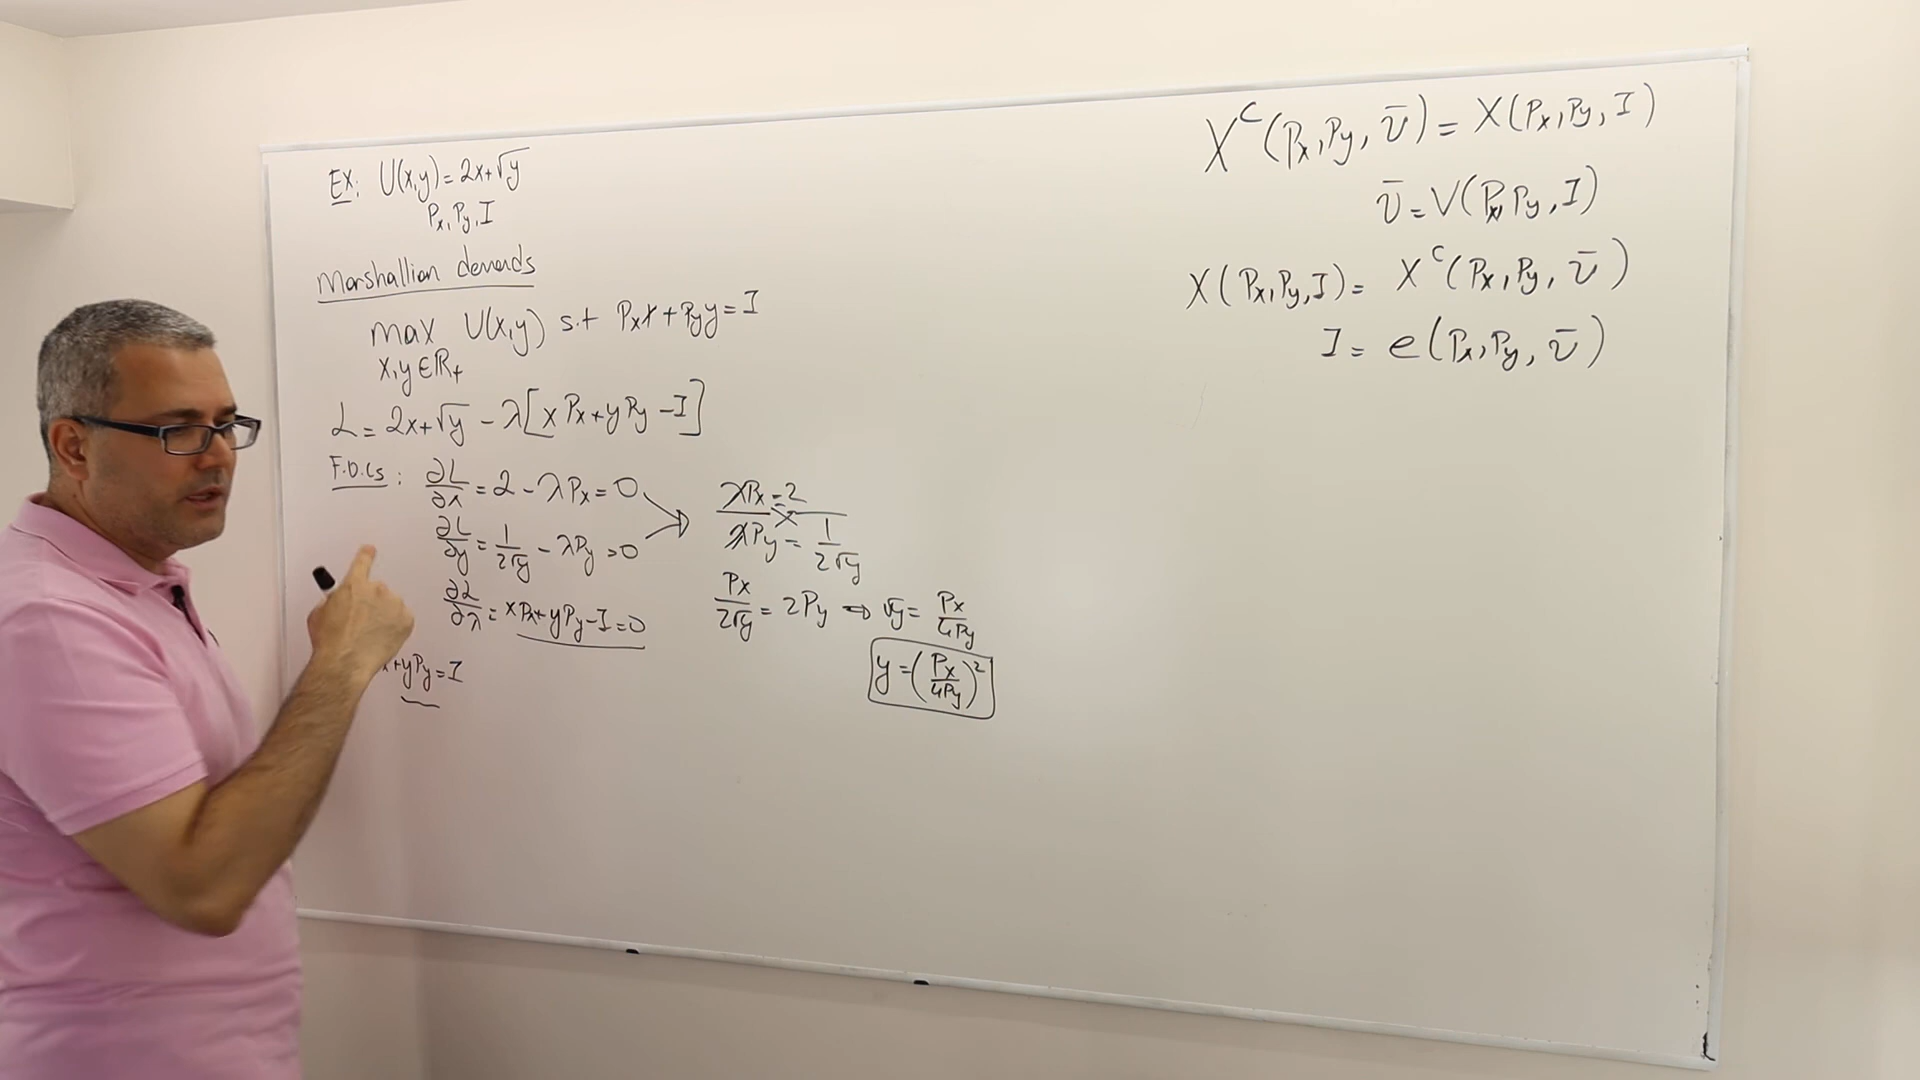 Ex: U(x,y)=2x+√y
Px, Py, I
Marshallian demands
max U(x,y) s.t PxX+Pyy=I
x,y∈ℝ+
ℒ=2x+√y -λ[xPx+yPy-I]
F.O.Cs: ∂L/∂x=2-λPx=0
∂L/∂y=1/2√y-λPy=0
∂ℒ/∂λ=xPx+yPy-I=0
x+yPy=I
λPx=2
λPy=1/2√y
Px/2√y=2Py ⇒ √y=Px/4Py
y=(Px/4Py)²
X^c(Px,Py,ū)=X(Px,Py,I)
ū=V(Px,Py,I)
X(Px,Py,I)=X^c(Px,Py,ū)
I=e(Px,Py,ū)